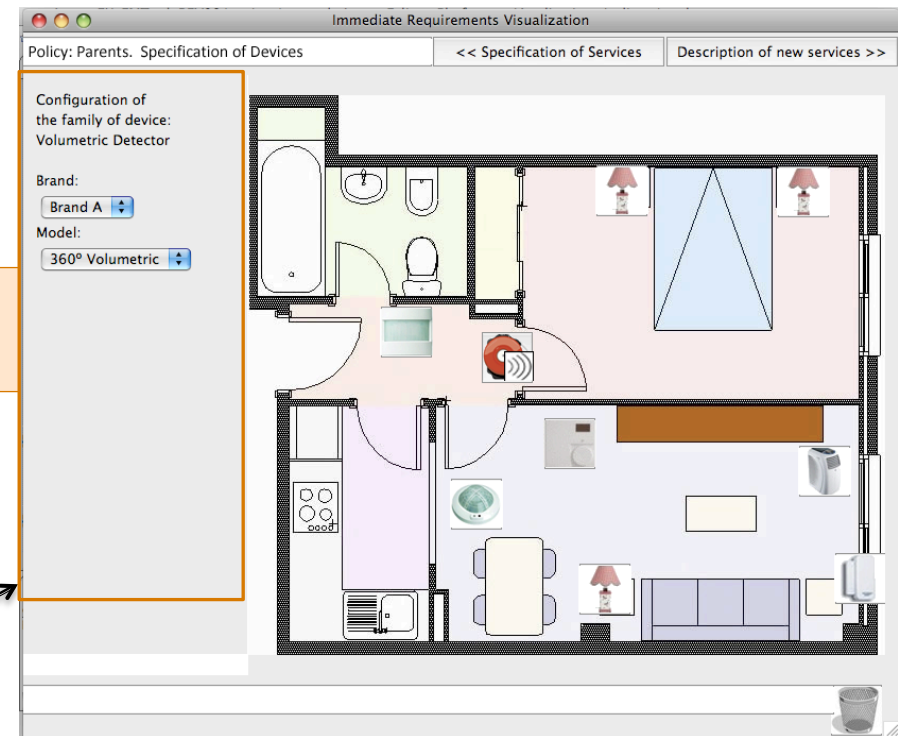 Immediate Requirements Visualization
Policy: Parents. Specification of Devices
<< Specification of Services
Description of new services >>
Configuration of
the family of device:
Volumetric Detector
Brand:
Brand A
Model:
360º Volumetric